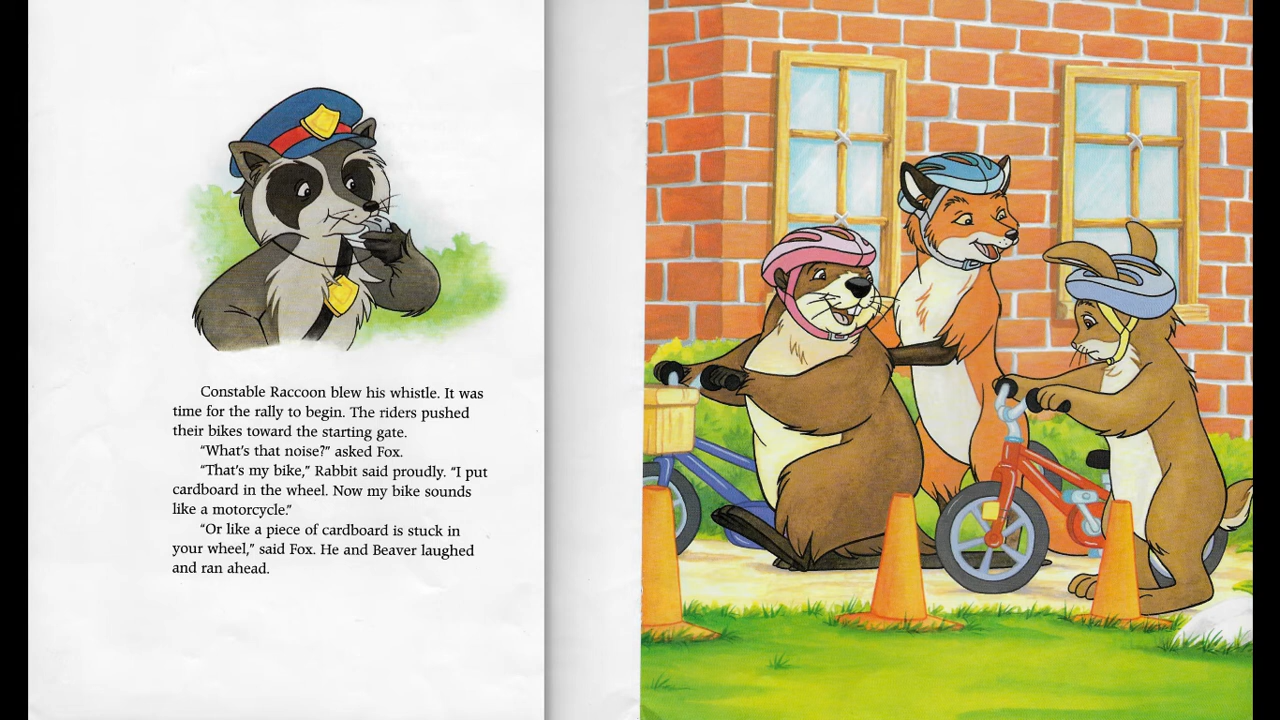 Constable Raccoon blew his whistle. It was
time for the rally to begin. The riders pushed
their bikes toward the starting gate.
“What's that noise?” asked Fox.
“That's my bike,” Rabbit said proudly. “I put
cardboard in the wheel. Now my bike sounds
like a motorcycle.”
“Or like a piece of cardboard is stuck in
your wheel,” said Fox. He and Beaver laughed
and ran ahead.